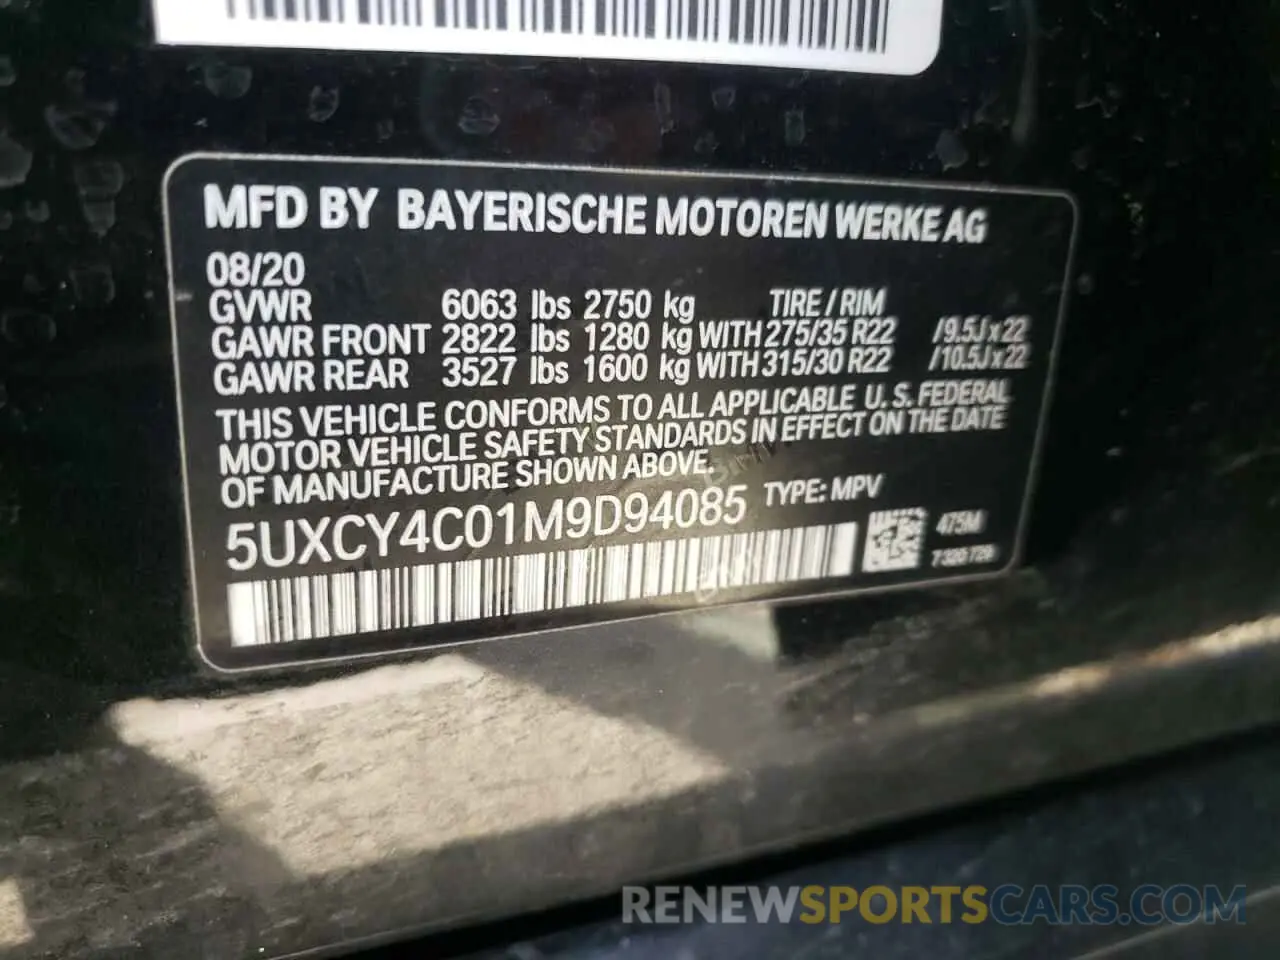 MFD BY BAYERISCHE MOTOREN WERKE AG
08/20
GVWR 6063 lbs 2750 kg TIRE / RIM
GAWR FRONT 2822 lbs 1280 kg WITH 275/35 R22 /9.5J x 22
GAWR REAR 3527 lbs 1600 kg WITH 315/30 R22 /10.5J x 22
THIS VEHICLE CONFORMS TO ALL APPLICABLE U.S. FEDERAL
MOTOR VEHICLE SAFETY STANDARDS IN EFFECT ON THE DATE
OF MANUFACTURE SHOWN ABOVE.
5UXCY4C01M9D94085 TYPE: MPV
475M
7320729
RENEWSPORTSCARS.COM